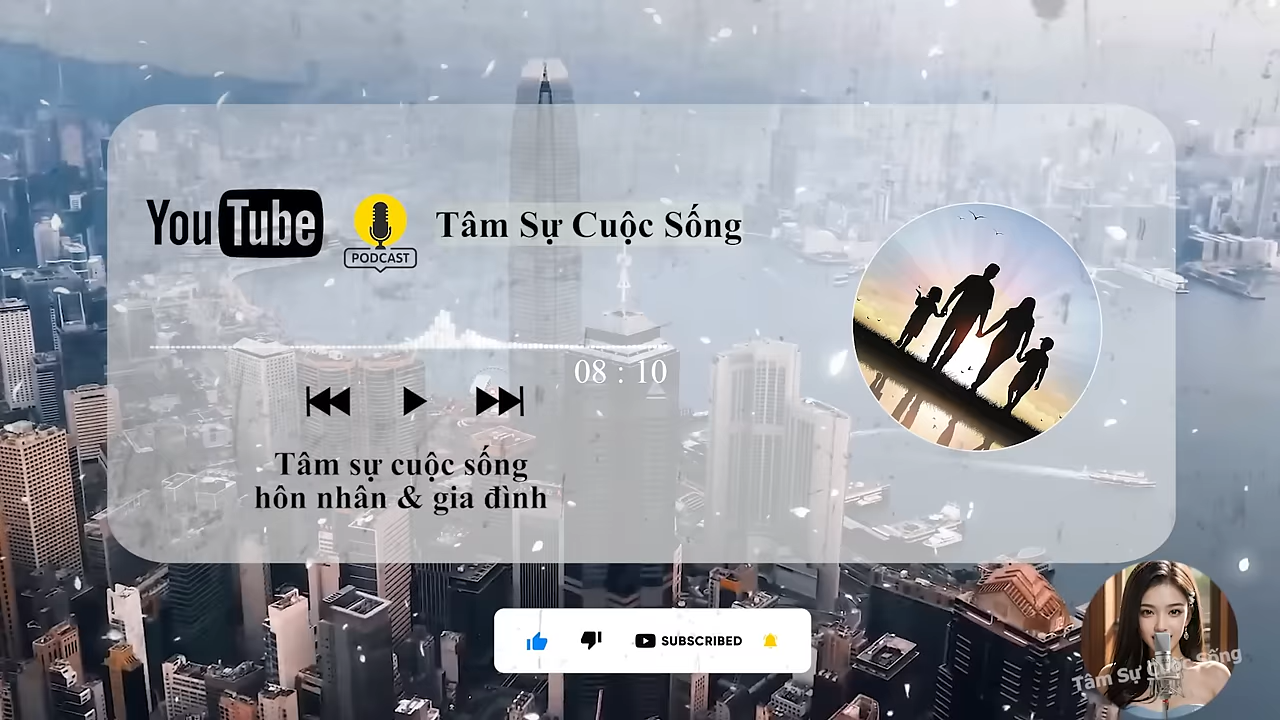 YouTube
PODCAST
Tâm Sự Cuộc Sống
08 : 10
Tâm sự cuộc sống
hôn nhân & gia đình
SUBSCRIBED
Tâm Sự Cuộc Sống